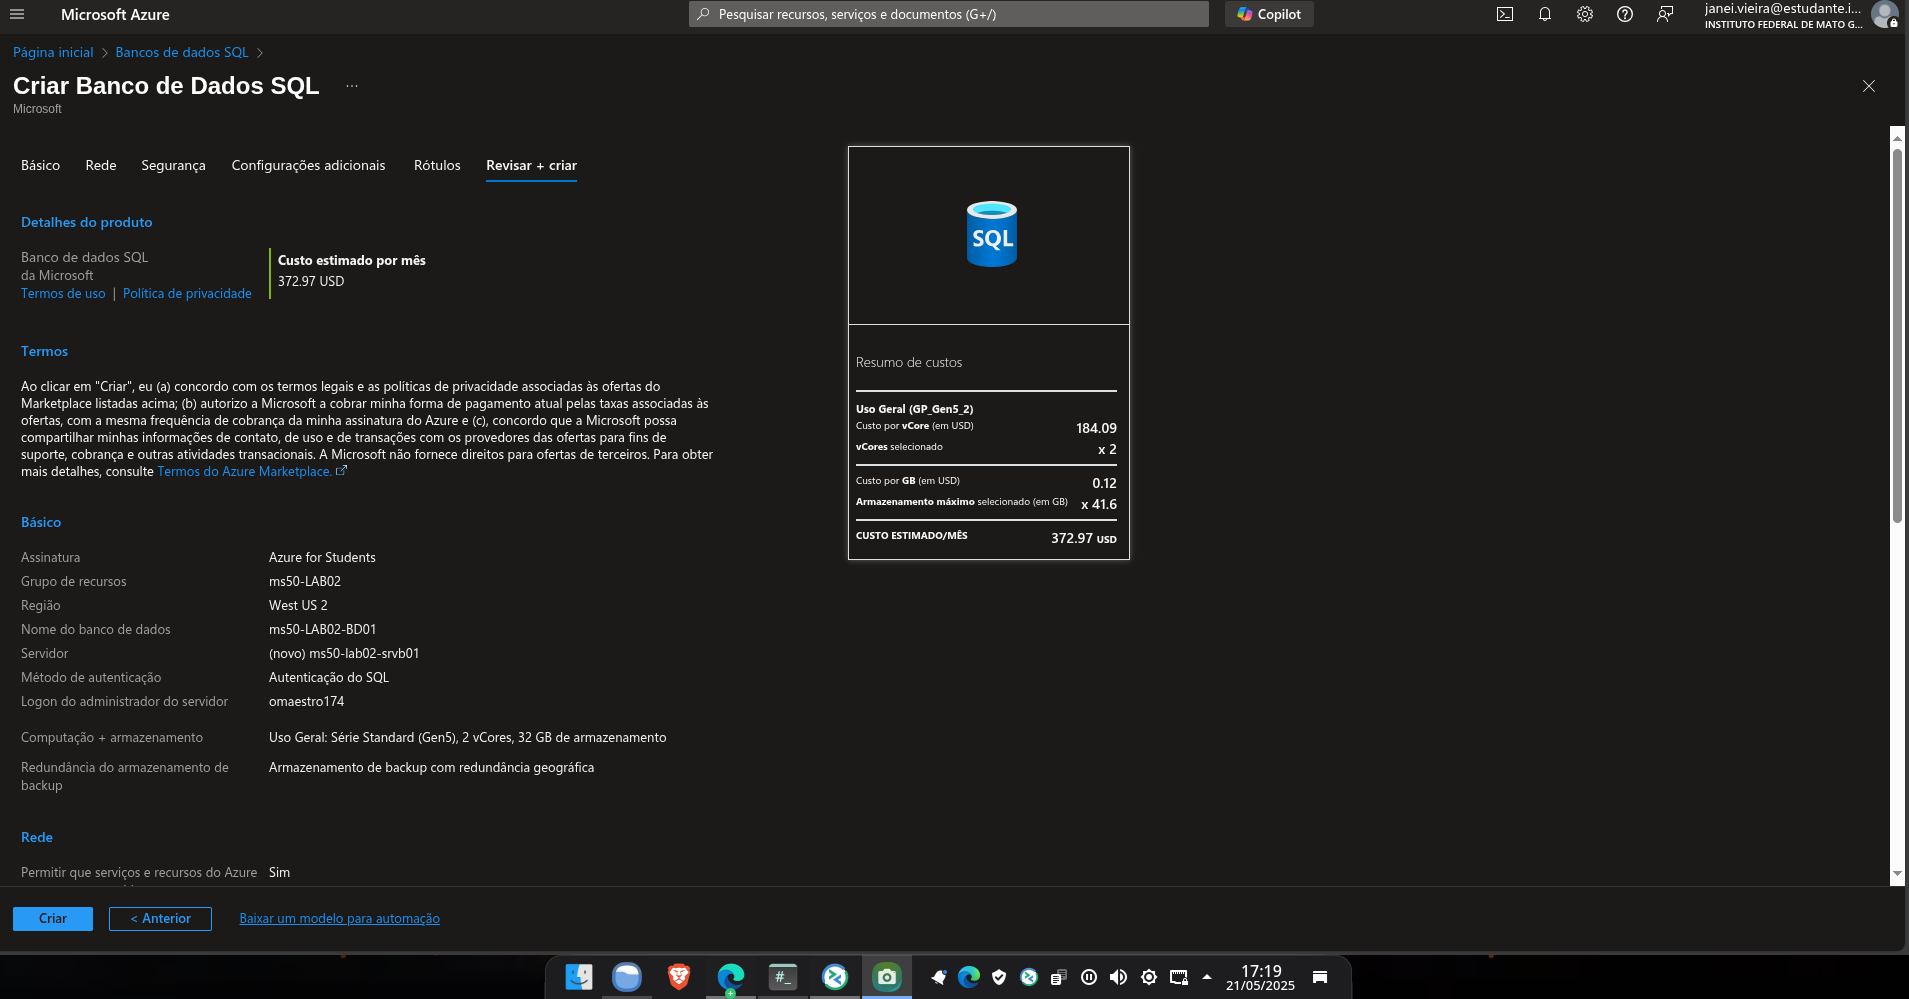 Microsoft Azure
Pesquisar recursos, serviços e documentos (G+/)
Copilot
janei.vieira@estudante.i...
INSTITUTO FEDERAL DE MATO G...
Página inicial
Bancos de dados SQL
Criar Banco de Dados SQL
...
Microsoft
Básico
Rede
Segurança
Configurações adicionais
Rótulos
Revisar + criar
Detalhes do produto
Banco de dados SQL
da Microsoft
Termos de uso | Política de privacidade
Custo estimado por mês
372.97 USD
Termos
Ao clicar em "Criar", eu (a) concordo com os termos legais e as políticas de privacidade associadas às ofertas do
Marketplace listadas acima; (b) autorizo a Microsoft a cobrar minha forma de pagamento atual pelas taxas associadas às
ofertas, com a mesma frequência de cobrança da minha assinatura do Azure e (c), concordo que a Microsoft possa
compartilhar minhas informações de contato, de uso e de transações com os provedores das ofertas para fins de
suporte, cobrança e outras atividades transacionais. A Microsoft não fornece direitos para ofertas de terceiros. Para obter
mais detalhes, consulte Termos do Azure Marketplace.
Básico
Assinatura Azure for Students
Grupo de recursos ms50-LAB02
Região West US 2
Nome do banco de dados ms50-LAB02-BD01
Servidor (novo) ms50-lab02-srvb01
Método de autenticação Autenticação do SQL
Logon do administrador do servidor omaestro174
Computação + armazenamento Uso Geral: Série Standard (Gen5), 2 vCores, 32 GB de armazenamento
Redundância do armazenamento de Armazenamento de backup com redundância geográfica
backup
Rede
Permitir que serviços e recursos do Azure Sim
SQL
Resumo de custos
Uso Geral (GP_Gen5_2)
Custo por vCore (em USD) 184.09
vCores selecionado x 2
Custo por GB (em USD) 0.12
Armazenamento máximo selecionado (em GB) x 41.6
CUSTO ESTIMADO/MÊS 372.97 USD
Criar
< Anterior
Baixar um modelo para automação
#_
17:19
21/05/2025